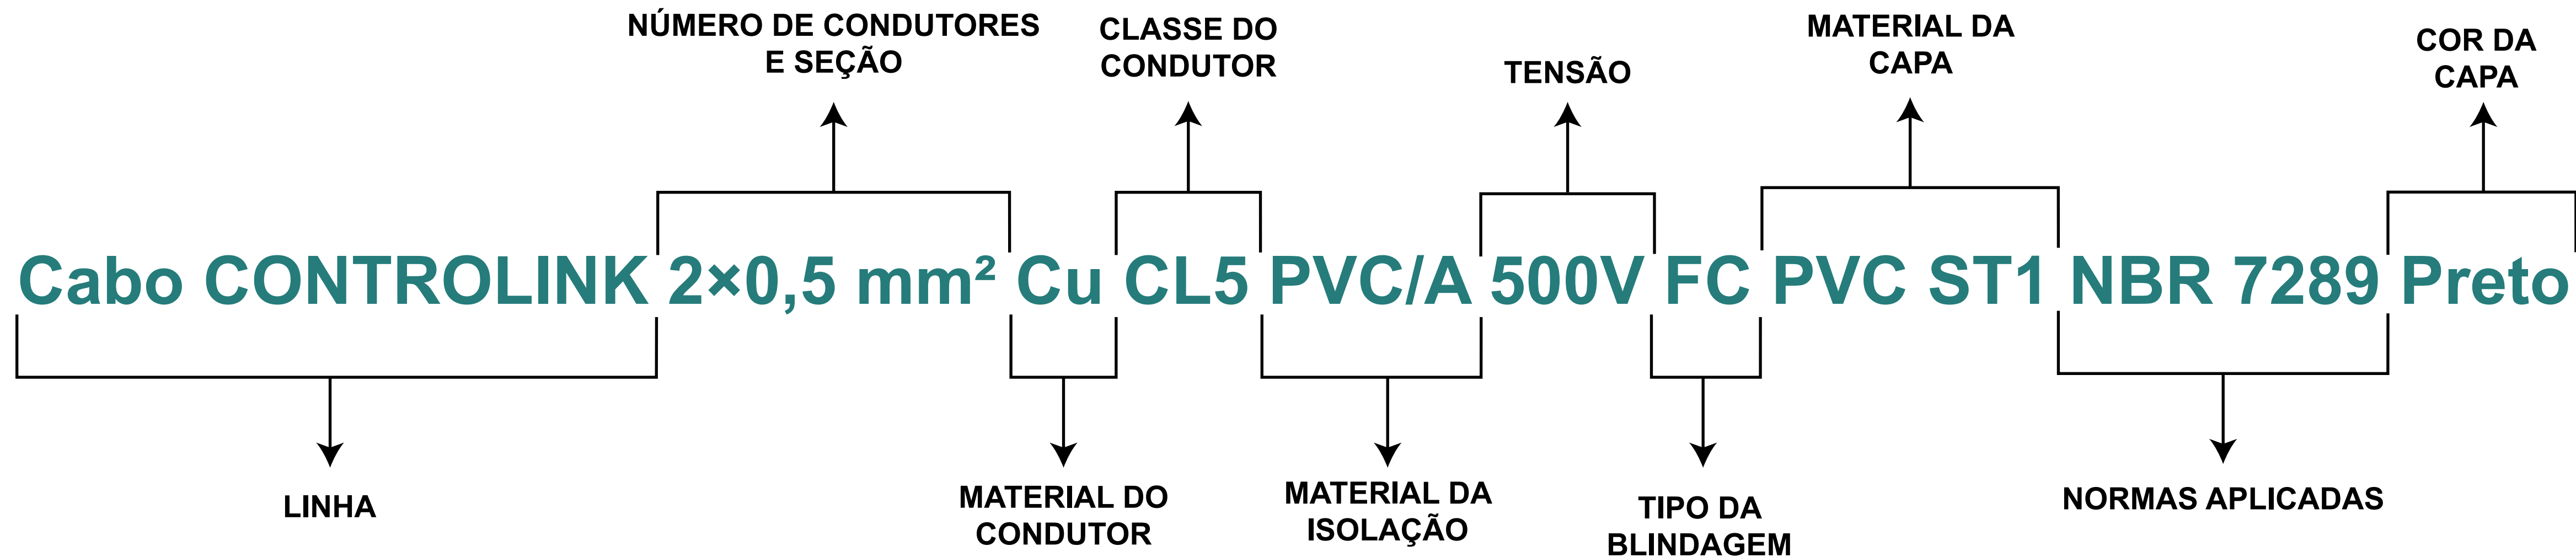 NÚMERO DE CONDUTORES
E SEÇÃO
CLASSE DO
CONDUTOR
TENSÃO
MATERIAL DA
CAPA
COR DA
CAPA
Cabo CONTROLINK 2×0,5 mm² Cu CL5 PVC/A 500V FC PVC ST1 NBR 7289 Preto
LINHA
MATERIAL DO
CONDUTOR
MATERIAL DA
ISOLAÇÃO
TIPO DA
BLINDAGEM
NORMAS APLICADAS